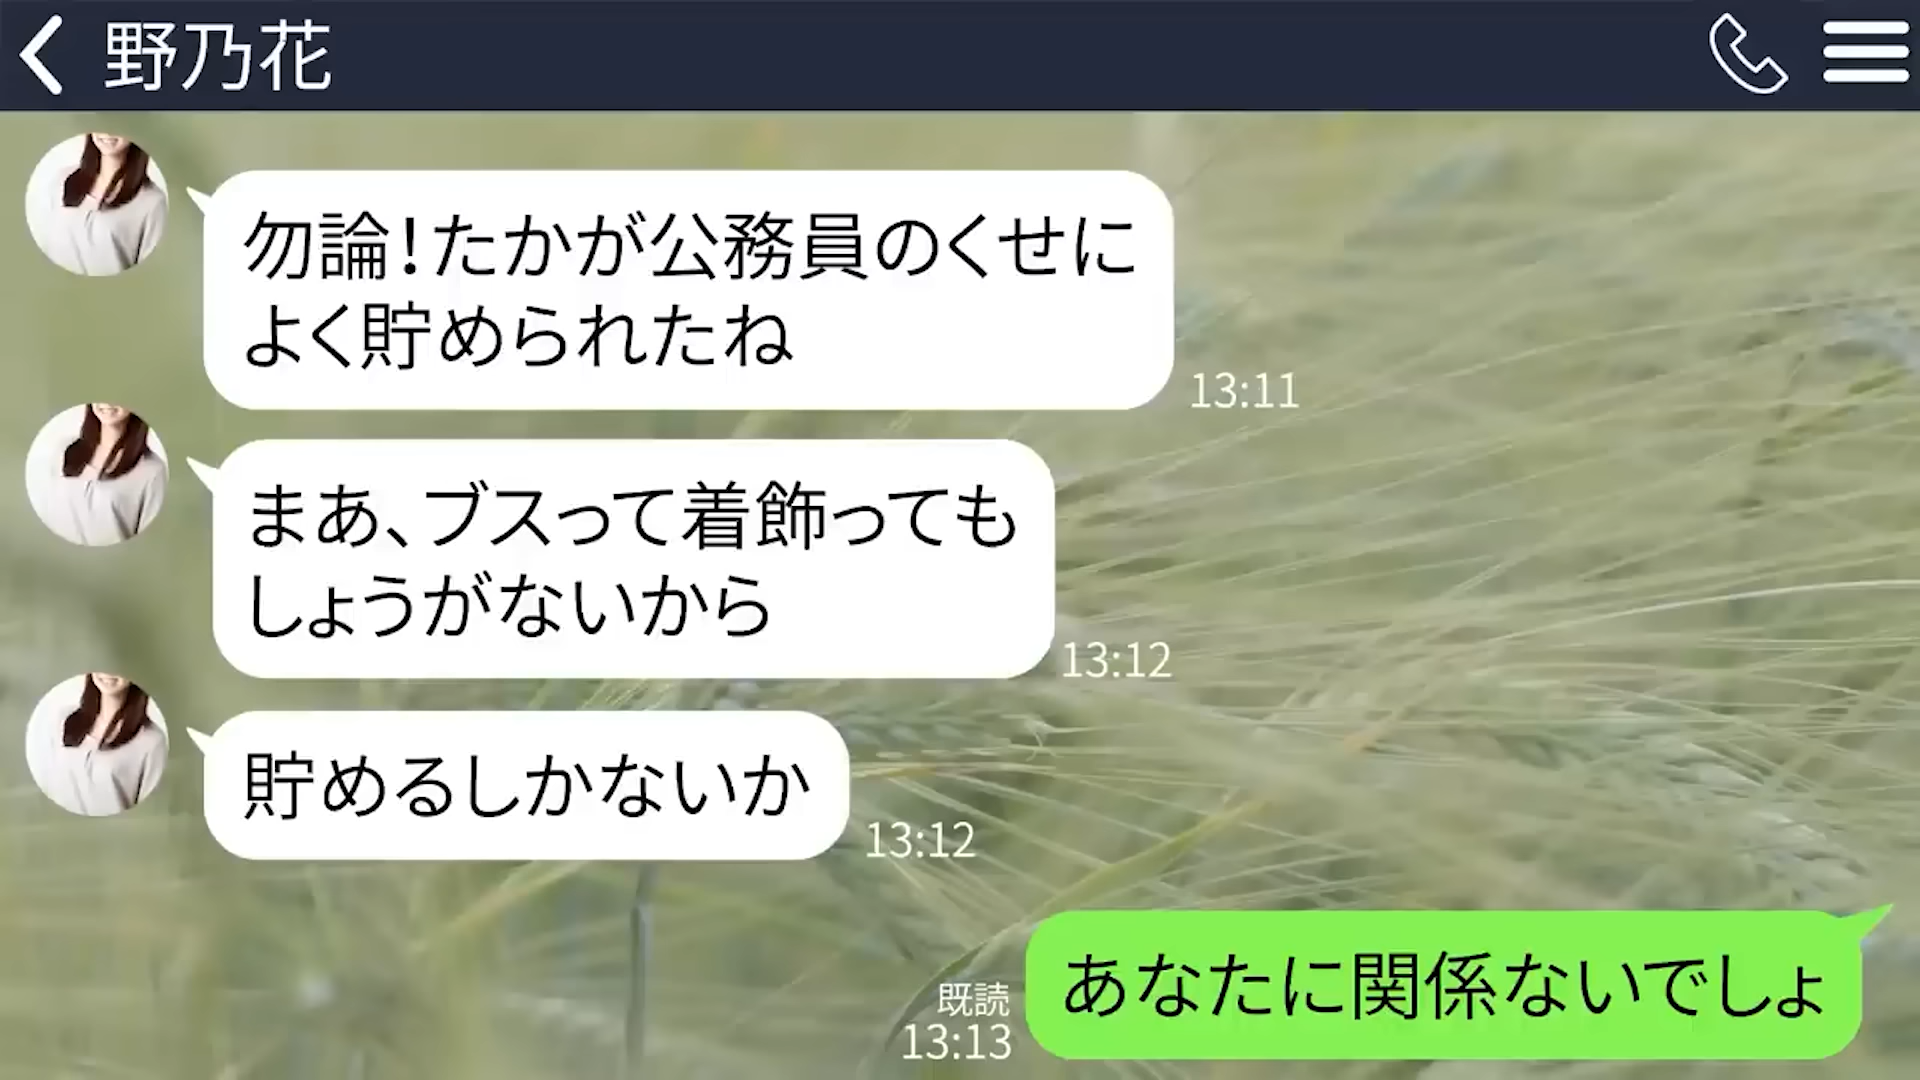 野乃花
勿論！たかが公務員のくせに
よく貯められたね
13:11
まあ、ブスって着飾っても
しょうがないから
13:12
貯めるしかないか
13:12
あなたに関係ないでしょ
既読
13:13